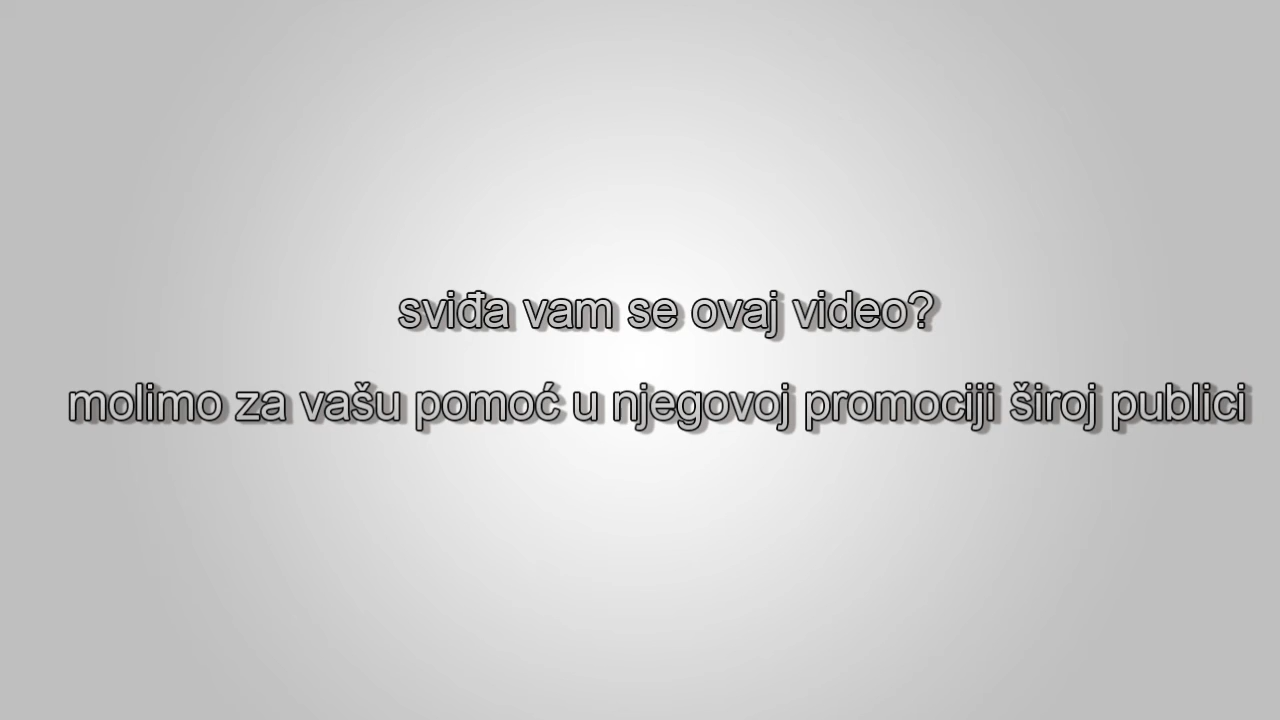 sviđa vam se ovaj video?
molimo za vašu pomoć u njegovoj promociji široj publici